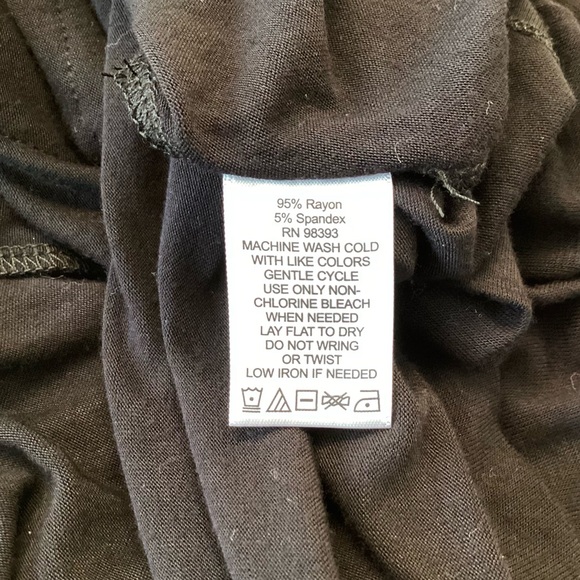 95% Rayon
5% Spandex
RN 98393
MACHINE WASH COLD
WITH LIKE COLORS
GENTLE CYCLE
USE ONLY NON-
CHLORINE BLEACH
WHEN NEEDED
LAY FLAT TO DRY
DO NOT WRING
OR TWIST
LOW IRON IF NEEDED